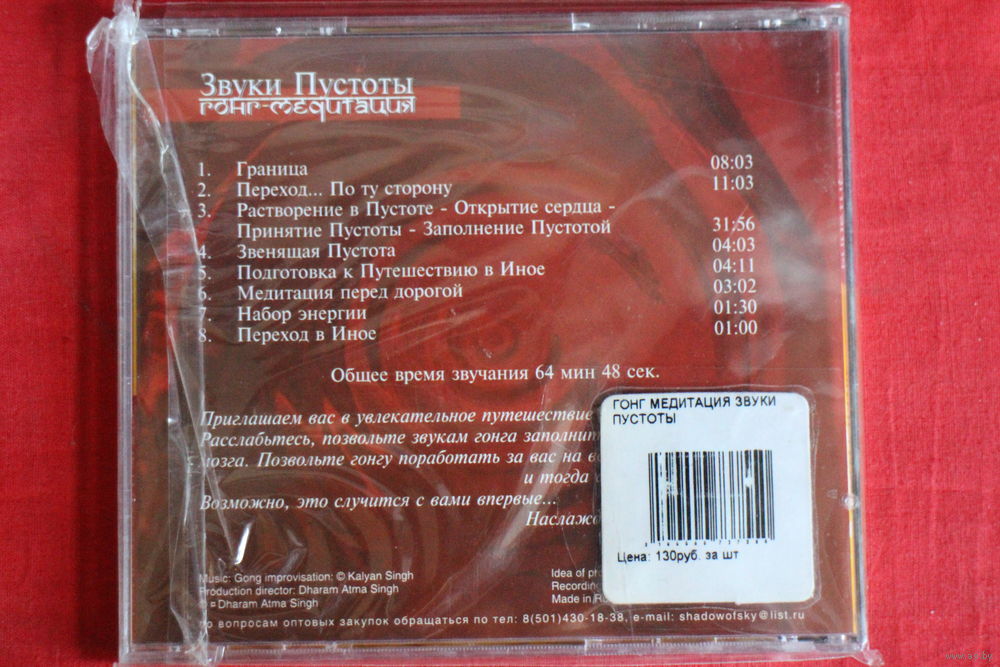 Звуки Пустоты
гонг-медитация
1. Граница 08:03
2. Переход... По ту сторону 11:03
3. Растворение в Пустоте - Открытие сердца -
Принятие Пустоты - Заполнение Пустотой 31:56
4. Звенящая Пустота 04:03
5. Подготовка к Путешествию в Иное 04:11
6. Медитация перед дорогой 03:02
7. Набор энергии 01:30
8. Переход в Иное 01:00
Общее время звучания 64 мин 48 сек.
Приглашаем вас в увлекательное путешествие
Расслабьтесь, позвольте звукам гонга
мозга. Позвольте гонгу поработать за вас на
и тогда
Возможно, это случится с вами впервые...
ГОНГ МЕДИТАЦИЯ ЗВУКИ
ПУСТОТЫ
Цена: 130руб. за шт
Music: Gong improvisation: © Kalyan Singh
Production director: Dharam Atma Singh
Dharam Atma Singh
Idea of
Recording
Made in
по вопросам оптовых закупок обращаться по тел: 8(501)430-18-38, e-mail: shadowofsky@list.ru